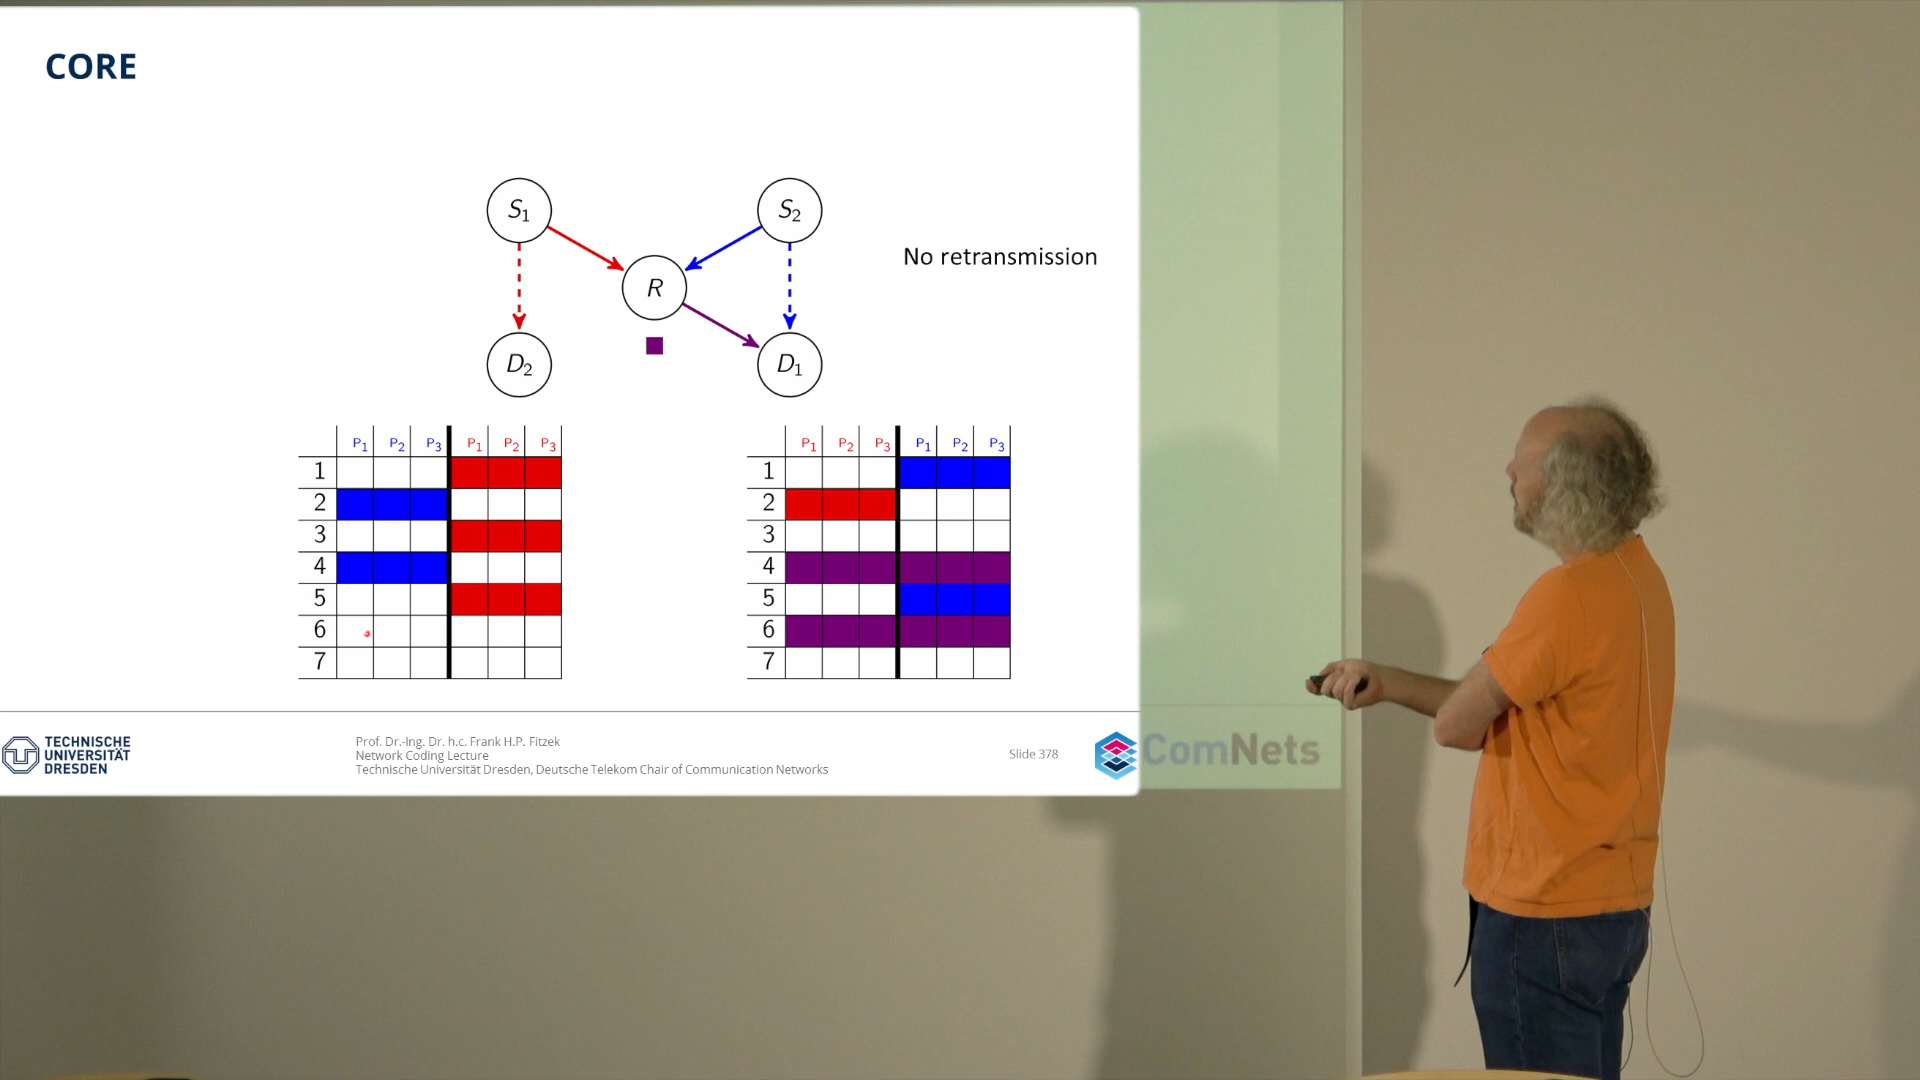 CORE
S1
S2
R
No retransmission
D2
D1
P1 P2 P3 P1 P2 P3
1
2
3
4
5
6
7
P1 P2 P3 P1 P2 P3
1
2
3
4
5
6
7
TECHNISCHE
UNIVERSITÄT
DRESDEN
Prof. Dr.-Ing. Dr. h.c. Frank H.P. Fitzek
Network Coding Lecture
Technische Universität Dresden, Deutsche Telekom Chair of Communication Networks
Slide 378
ComNets